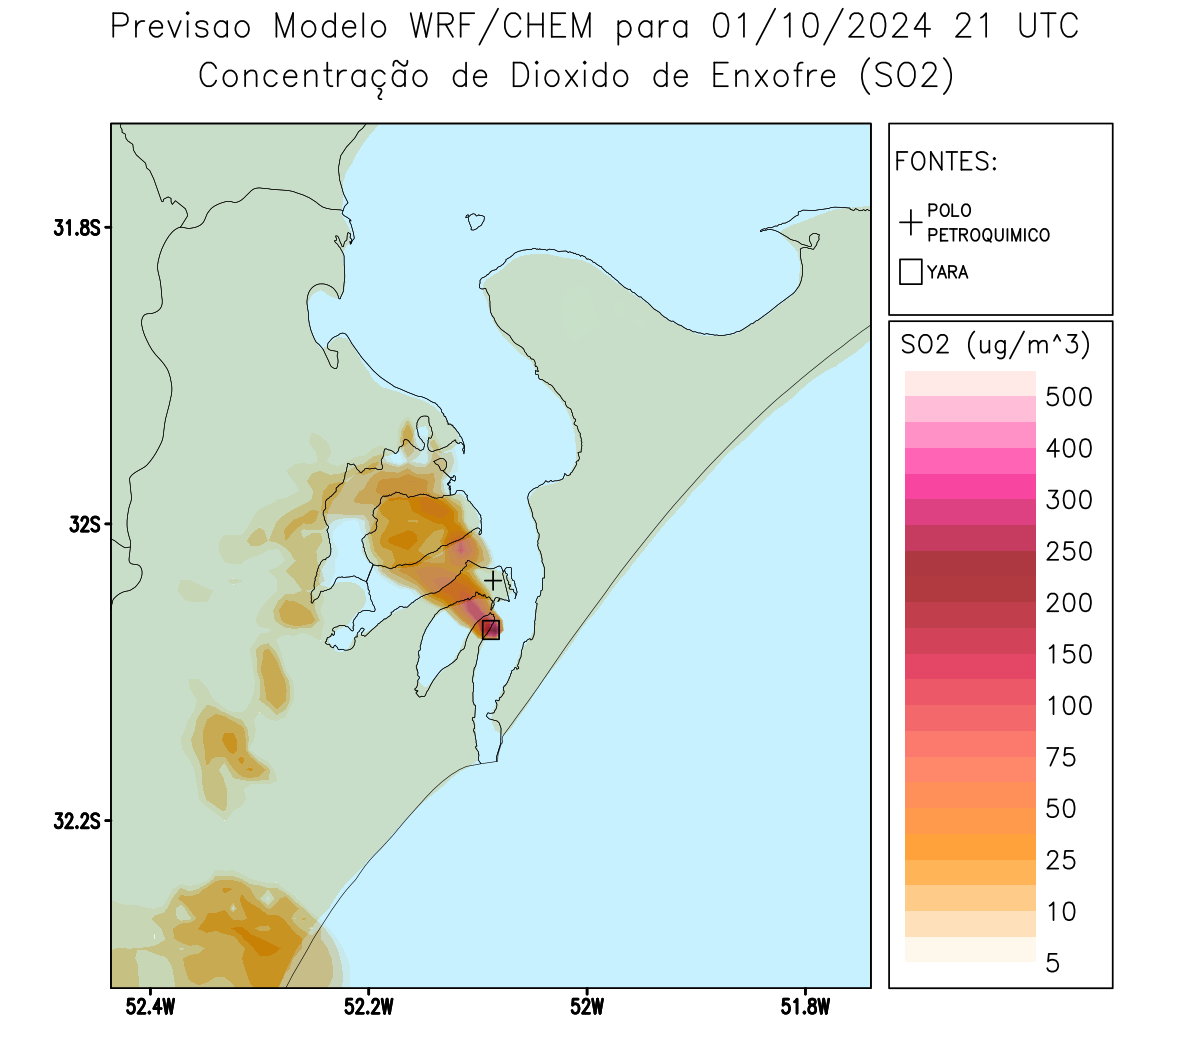 Previsao Modelo WRF/CHEM para 01/10/2024 21 UTC
Concentração de Dioxido de Enxofre (SO2)
FONTES:
POLO
PETROQUIMICO
YARA
SO2 (ug/m^3)
500
400
300
250
200
150
100
75
50
25
10
5
31.8S
32S
32.2S
52.4W
52.2W
52W
51.8W